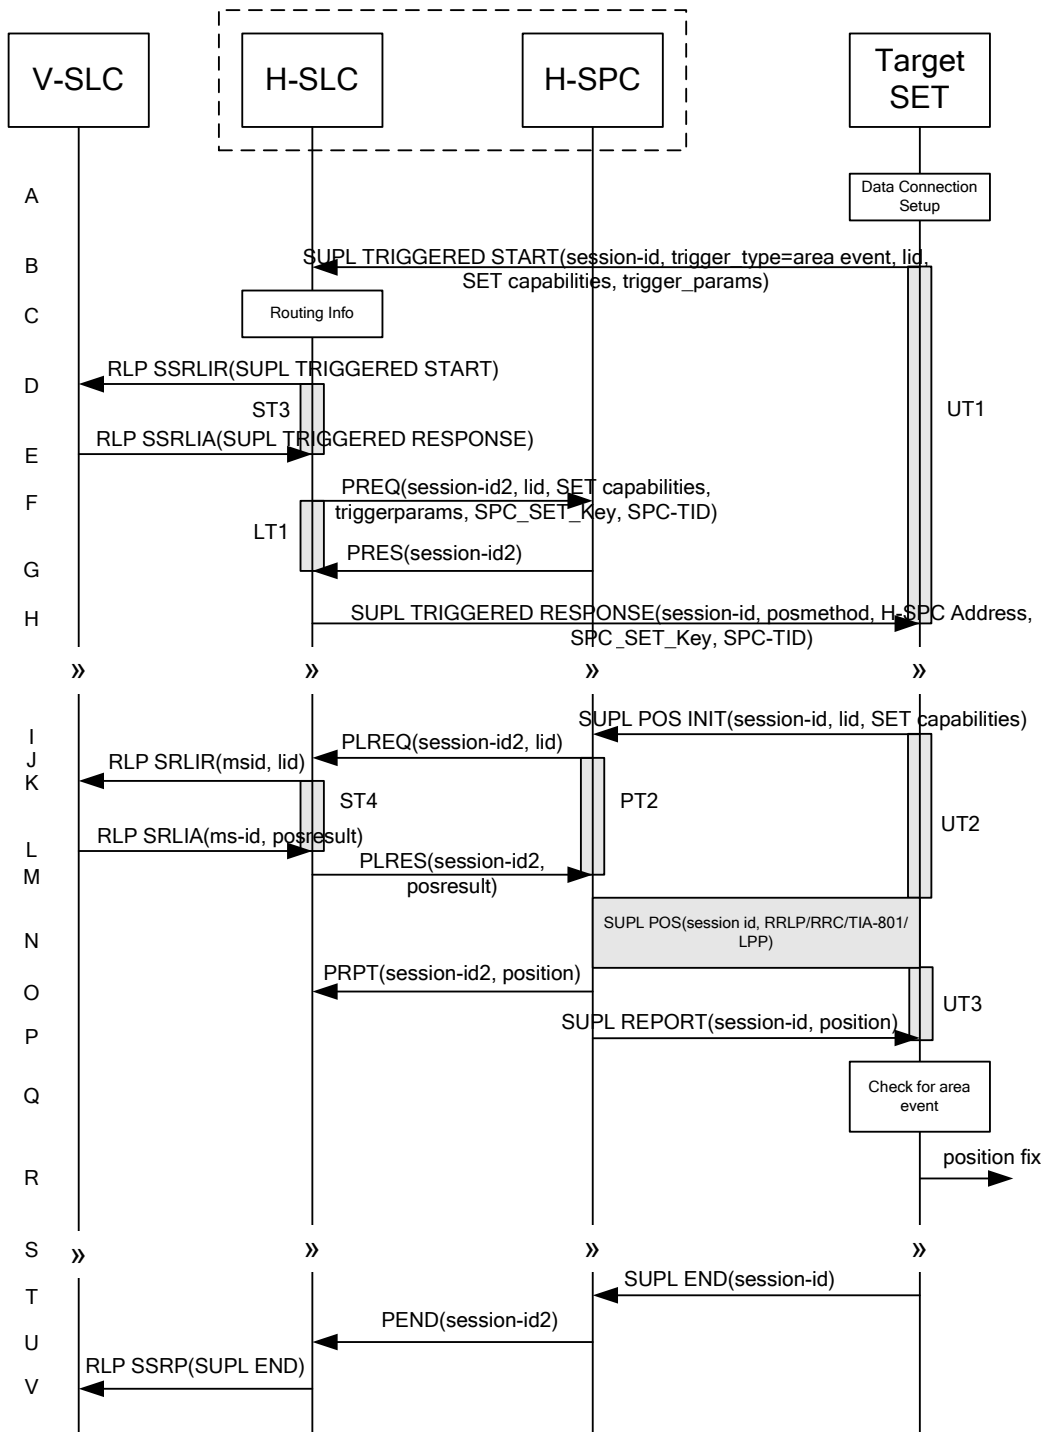 V-SLC
H-SLC
H-SPC
Target
SET
A
Data Connection
Setup
B
SUPL TRIGGERED START(session-id, trigger_type=area event, lid,
SET capabilities, trigger_params)
C
Routing Info
D
RLP SSRLIR(SUPL TRIGGERED START)
ST3
UT1
E
RLP SSRLIA(SUPL TRIGGERED RESPONSE)
F
PREQ(session-id2, lid, SET capabilities,
triggerparams, SPC_SET_Key, SPC-TID)
LT1
G
PRES(session-id2)
H
SUPL TRIGGERED RESPONSE(session-id, posmethod, H-SPC Address,
SPC_SET_Key, SPC-TID)
» » » »
I
SUPL POS INIT(session-id, lid, SET capabilities)
J
PLREQ(session-id2, lid)
K
RLP SRLIR(msid, lid)
ST4
PT2
UT2
L
RLP SRLIA(ms-id, posresult)
M
PLRES(session-id2,
posresult)
N
SUPL POS(session id, RRLP/RRC/TIA-801/
LPP)
O
PRPT(session-id2, position)
UT3
P
SUPL REPORT(session-id, position)
Q
Check for area
event
R
position fix
S
» » » »
T
SUPL END(session-id)
U
PEND(session-id2)
V
RLP SSRP(SUPL END)